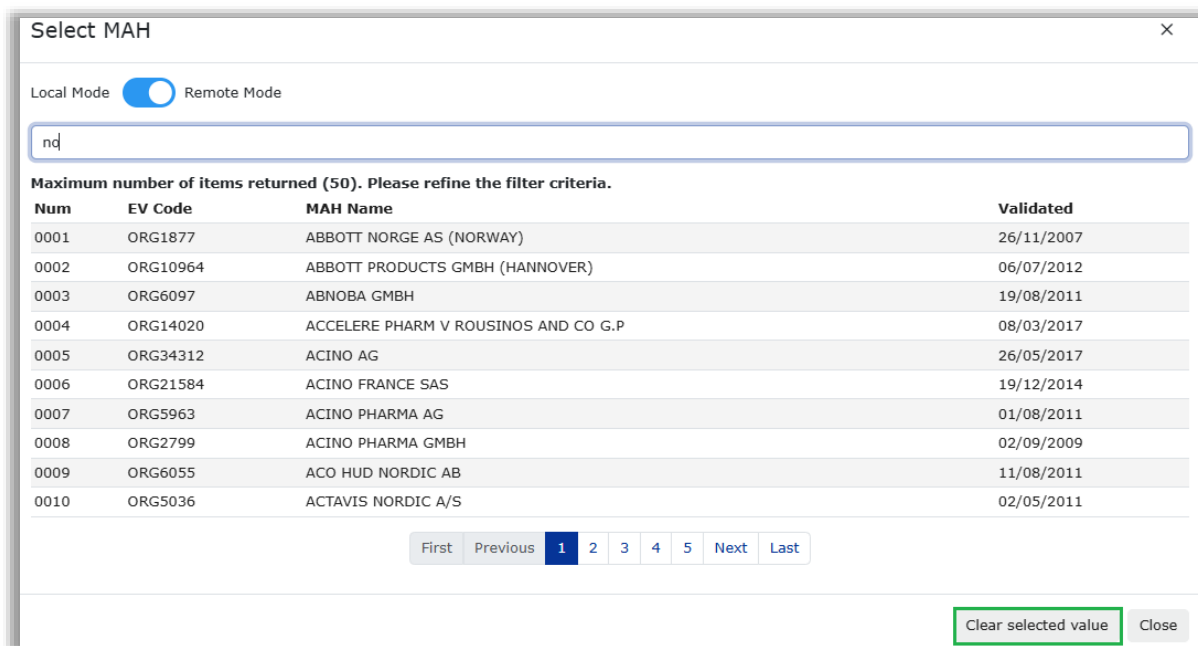 Select MAH ×
Local Mode Remote Mode
no
Maximum number of items returned (50). Please refine the filter criteria.
Num EV Code MAH Name Validated
0001 ORG1877 ABBOTT NORGE AS (NORWAY) 26/11/2007
0002 ORG10964 ABBOTT PRODUCTS GMBH (HANNOVER) 06/07/2012
0003 ORG6097 ABNOBA GMBH 19/08/2011
0004 ORG14020 ACCELERE PHARM V ROUSINOS AND CO G.P 08/03/2017
0005 ORG34312 ACINO AG 26/05/2017
0006 ORG21584 ACINO FRANCE SAS 19/12/2014
0007 ORG5963 ACINO PHARMA AG 01/08/2011
0008 ORG2799 ACINO PHARMA GMBH 02/09/2009
0009 ORG6055 ACO HUD NORDIC AB 11/08/2011
0010 ORG5036 ACTAVIS NORDIC A/S 02/05/2011
First Previous 1 2 3 4 5 Next Last
Clear selected value Close